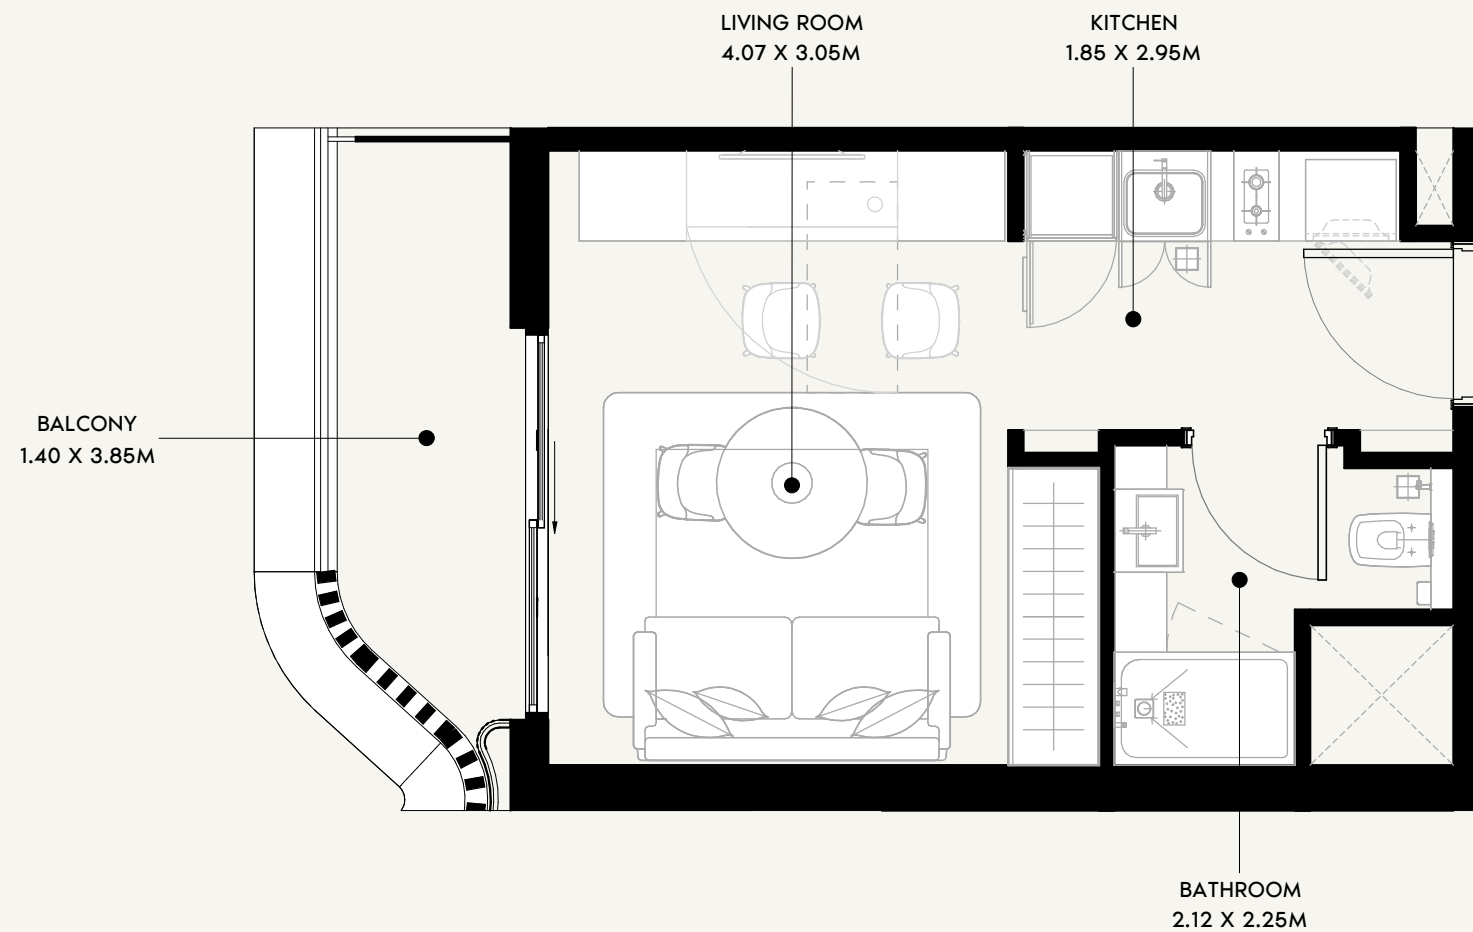 LIVING ROOM
4.07 X 3.05M
KITCHEN
1.85 X 2.95M
BALCONY
1.40 X 3.85M
BATHROOM
2.12 X 2.25M